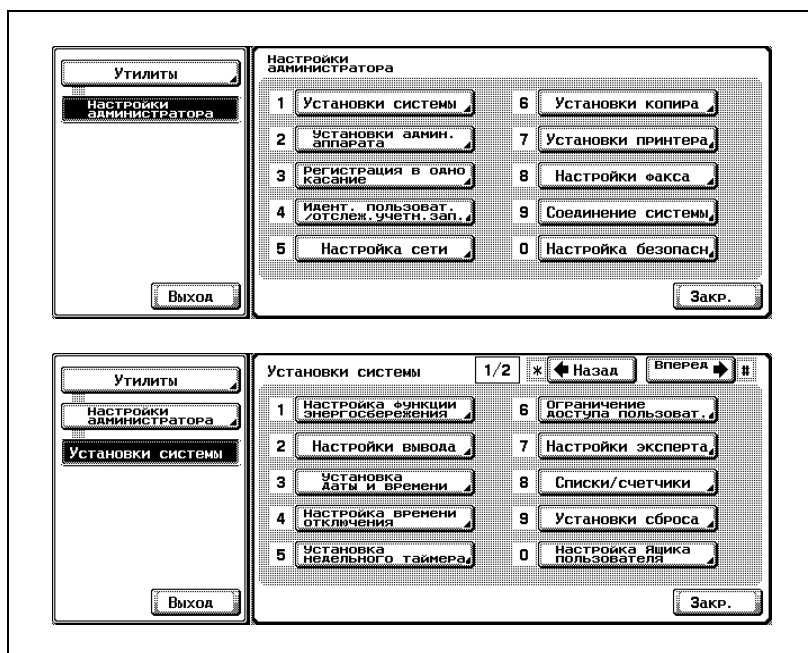 Утилиты
Настройки
администратора
Выход
Настройки
администратора
1 Установки системы
2 Установки админ.
аппарата
3 Регистрация в одно
касание
4 Идент. пользоват.
/отслеж.учетн.зап.
5 Настройка сети
6 Установки копира
7 Установки принтера
8 Настройки факса
9 Соединение системы
0 Настройка безопасн
Закр.
Утилиты
Настройки
администратора
Установки системы
Выход
Установки системы 1/2 * Назад Вперед #
1 Настройка функции
энергосбережения
2 Настройки вывода
3 Установка
даты и времени
4 Настройка времени
отключения
5 Установка
недельного таймера
6 Ограничение
доступа пользоват.
7 Настройки эксперта
8 Списки/счетчики
9 Установки сброса
0 Настройка Ящика
пользователя
Закр.